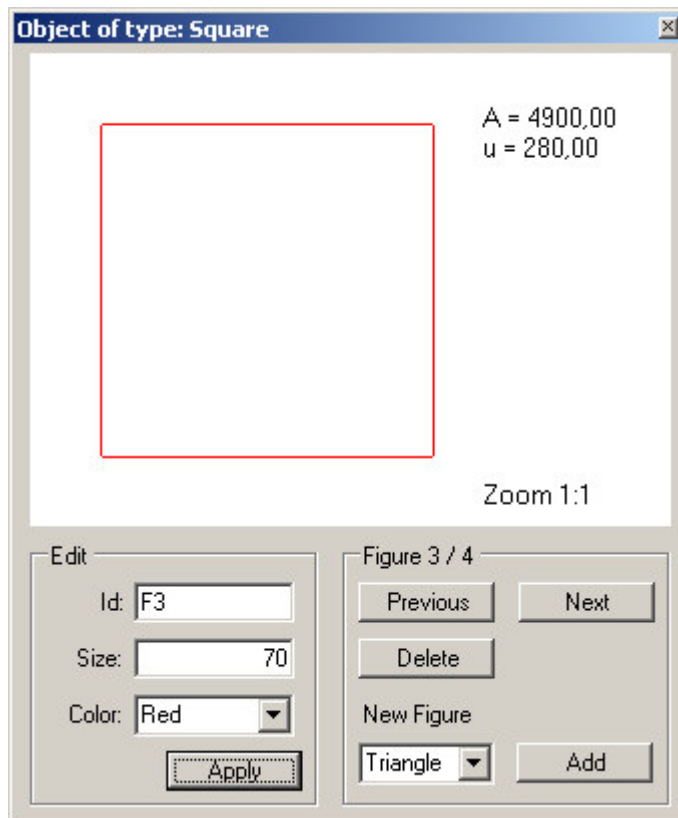 Object of type: Square
A = 4900,00
u = 280,00
Zoom 1:1
Edit
Id: F3
Size: 70
Color: Red
Apply
Figure 3 / 4
Previous Next
Delete
New Figure
Triangle Add